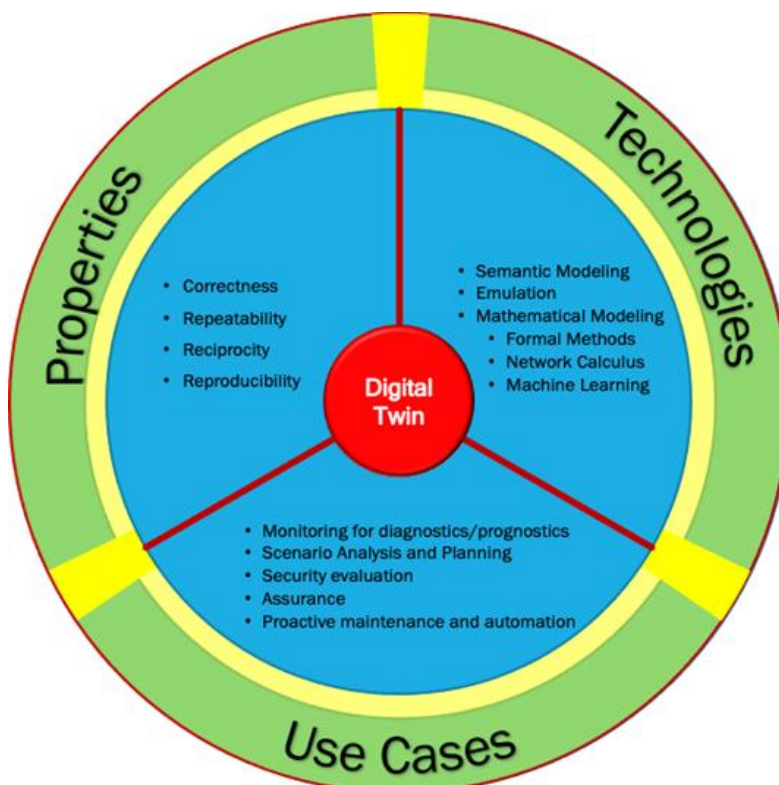 Properties
Technologies
• Correctness
• Repeatability
• Reciprocity
• Reproducibility
• Semantic Modeling
• Emulation
• Mathematical Modeling
• Formal Methods
• Network Calculus
• Machine Learning
Digital
Twin
• Monitoring for diagnostics/prognostics
• Scenario Analysis and Planning
• Security evaluation
• Assurance
• Proactive maintenance and automation
Use Cases